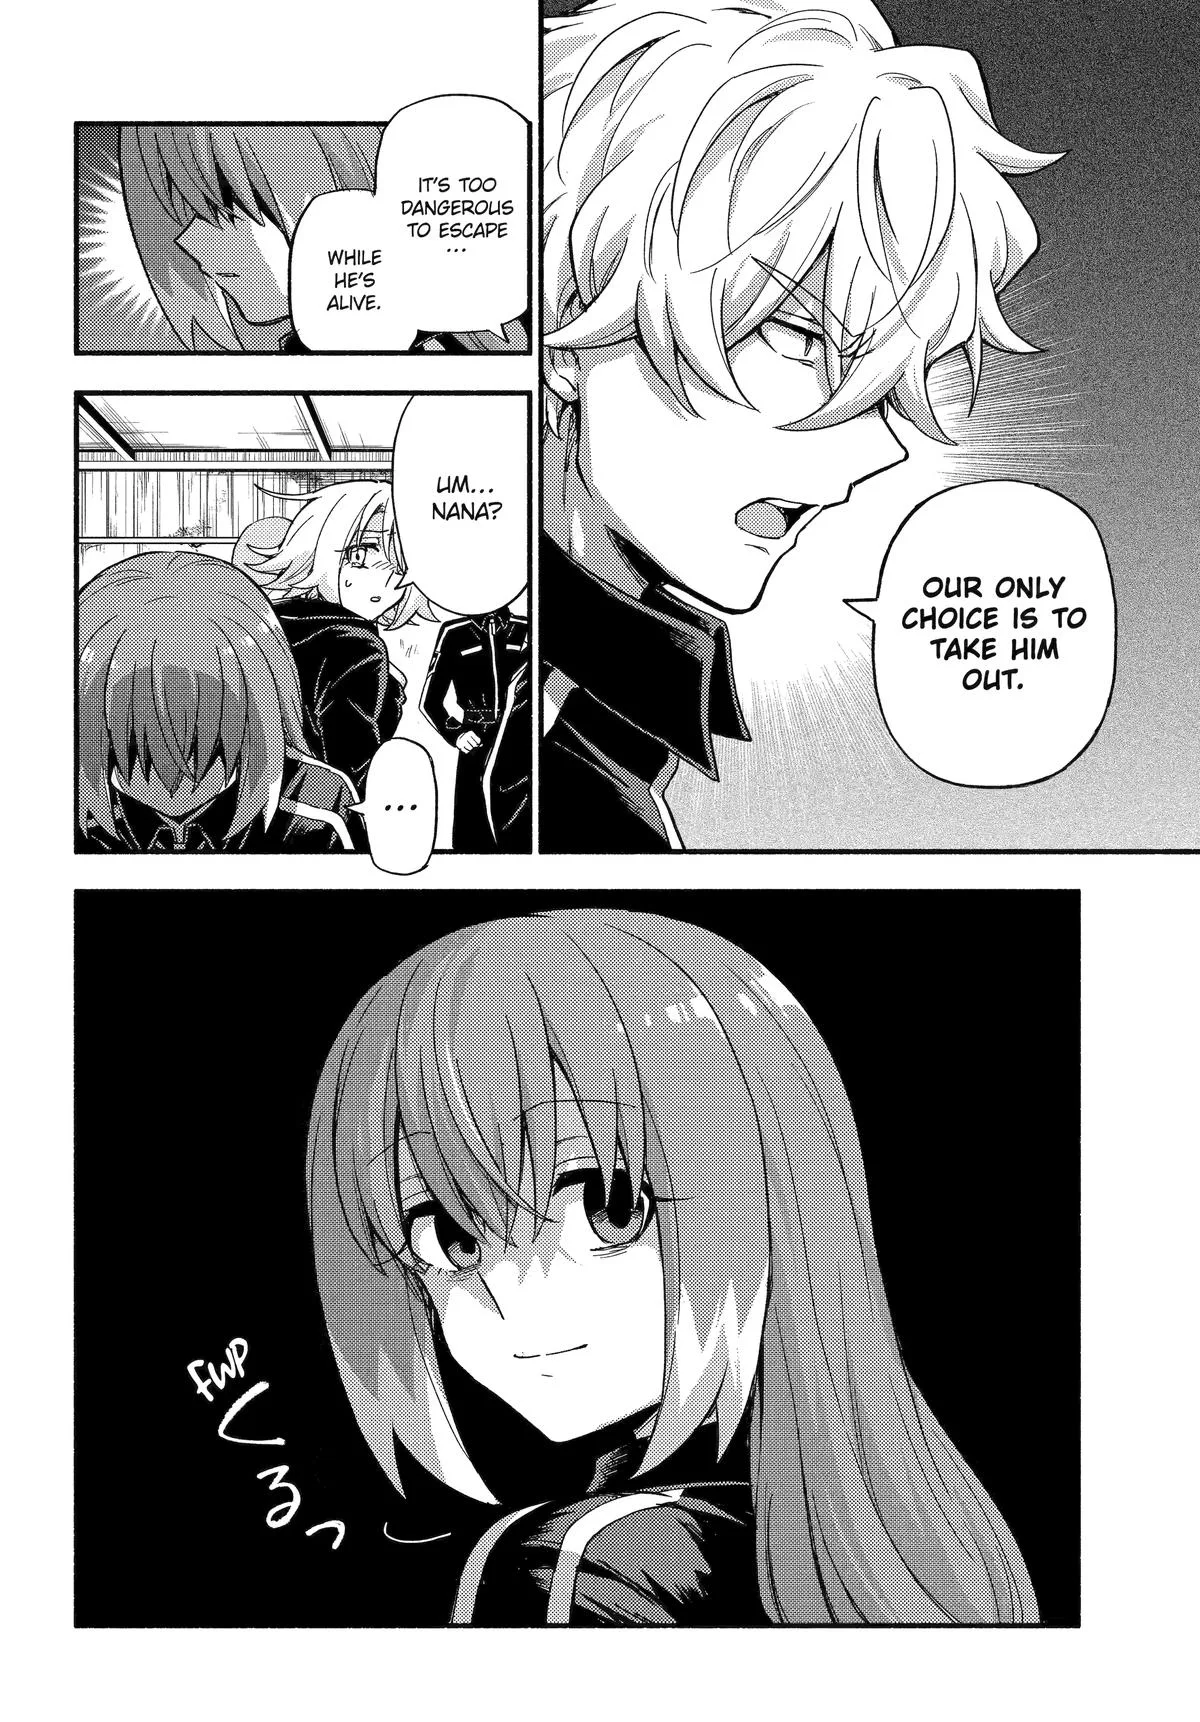 OUR ONLY
CHOICE IS TO
TAKE HIM
OUT.
IT'S TOO
DANGEROUS
TO ESCAPE
...
WHILE
HE'S
ALIVE.
UM...
NANA?
...
FWP
くるっ